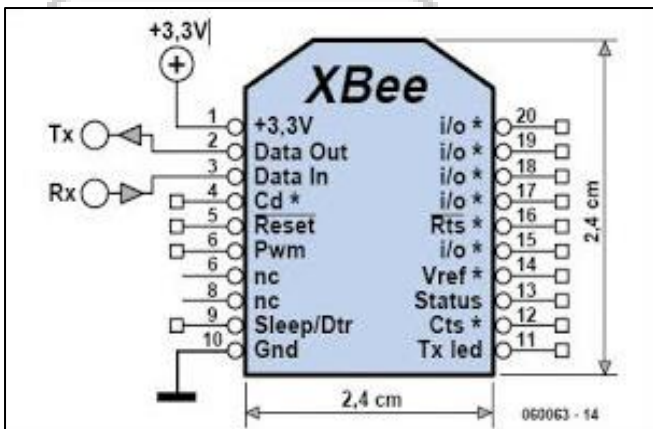 +3,3V
XBee
1 +3,3V i/o * 20
Tx 2 Data Out i/o * 19
3 Data In i/o * 18
Rx 4 Cd * i/o * 17
5 Reset Rts * 16
6 Pwm i/o * 15
6 nc Vref * 14
8 nc Status 13
9 Sleep/Dtr Cts * 12
10 Gnd Tx led 11
2,4 cm
2,4 cm
060063 - 14